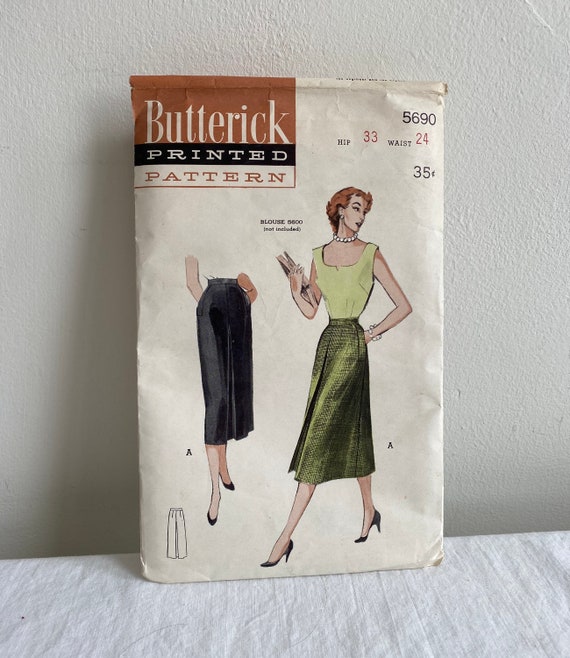 Butterick
PRINTED
PATTERN
5690
HIP 33 WAIST 24
35¢
BLOUSE 5600
(not included)
A
A